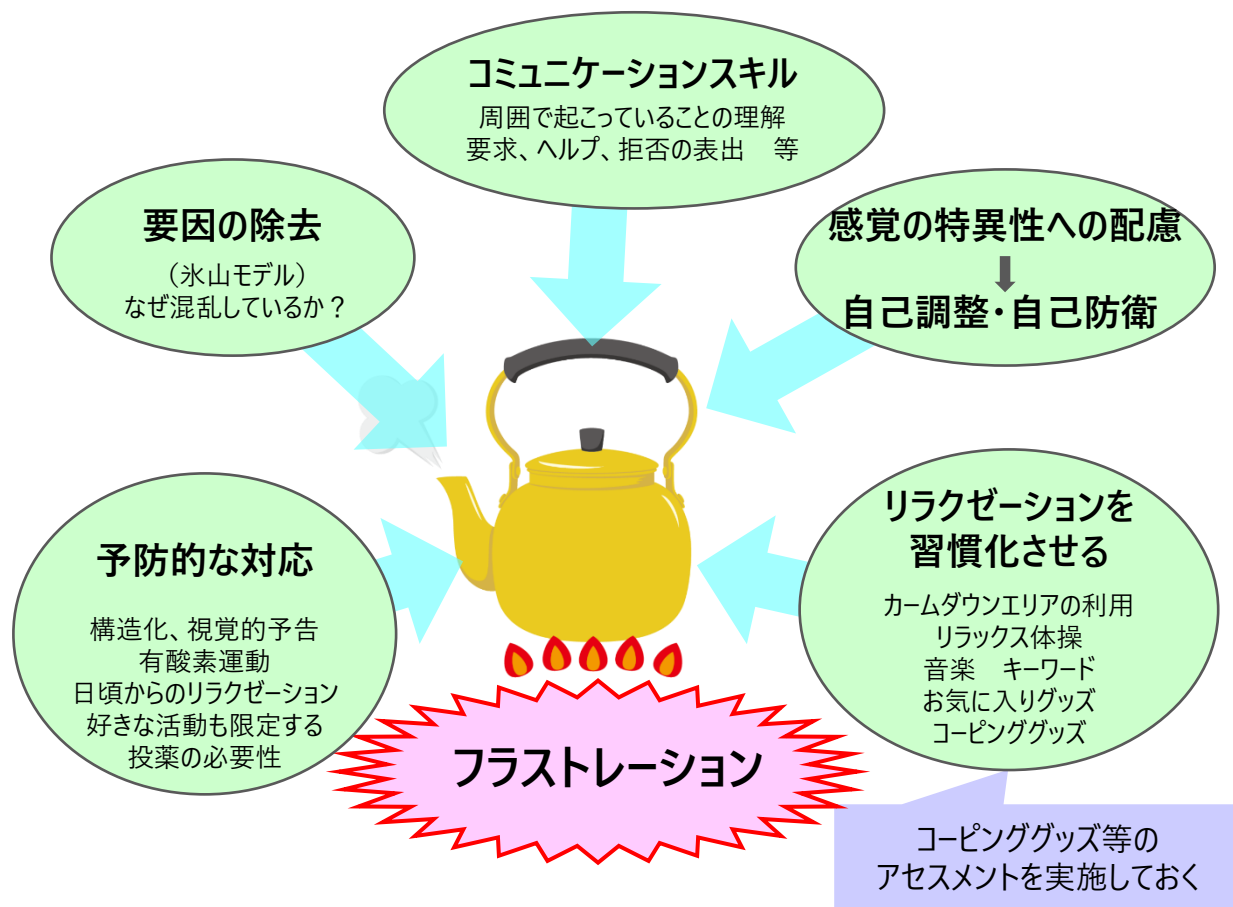 コミュニケーションスキル
周囲で起こっていることの理解
要求、ヘルプ、拒否の表出　等
要因の除去
（氷山モデル）
なぜ混乱しているか？
感覚の特異性への配慮
自己調整・自己防衛
予防的な対応
構造化、視覚的予告
有酸素運動
日頃からのリラクゼーション
好きな活動も限定する
投薬の必要性
リラクゼーションを
習慣化させる
カームダウンエリアの利用
リラックス体操
音楽　キーワード
お気に入りグッズ
コーピンググッズ
フラストレーション
コーピンググッズ等の
アセスメントを実施しておく